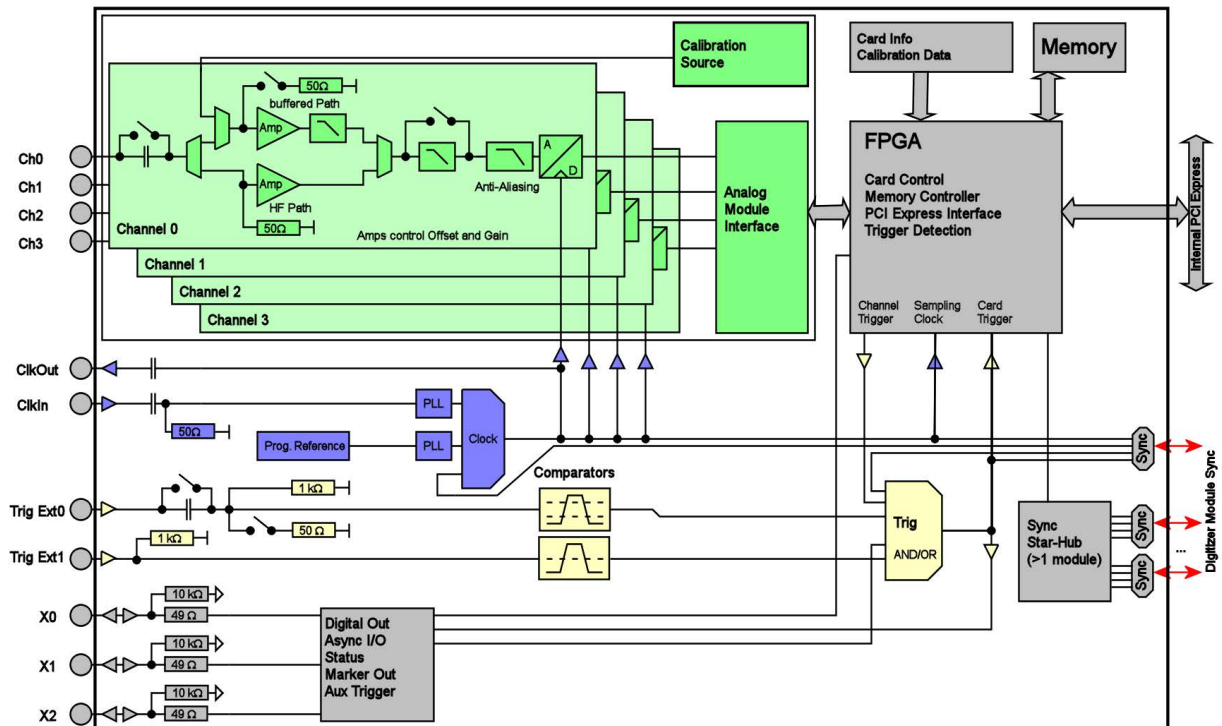 Calibration
Source
Card Info
Calibration Data
Memory
50Ω
buffered Path
Amp
Amp
HF Path
50Ω
A
D
Anti-Aliasing
Amps control Offset and Gain
Channel 0
Channel 1
Channel 2
Channel 3
Ch0
Ch1
Ch2
Ch3
Analog
Module
Interface
FPGA
Card Control
Memory Controller
PCI Express Interface
Trigger Detection
Channel
Trigger
Sampling
Clock
Card
Trigger
Internal PCI Express
ClkOut
ClkIn
50Ω
PLL
Prog. Reference
PLL
Clock
Comparators
Trig Ext0
1 kΩ
50 Ω
Trig Ext1
1 kΩ
Trig
AND/OR
Sync
Star-Hub
(>1 module)
Sync
Sync
...
Sync
Digitizer Module Sync
X0
10 kΩ
49 Ω
X1
10 kΩ
49 Ω
X2
10 kΩ
49 Ω
Digital Out
Async I/O
Status
Marker Out
Aux Trigger